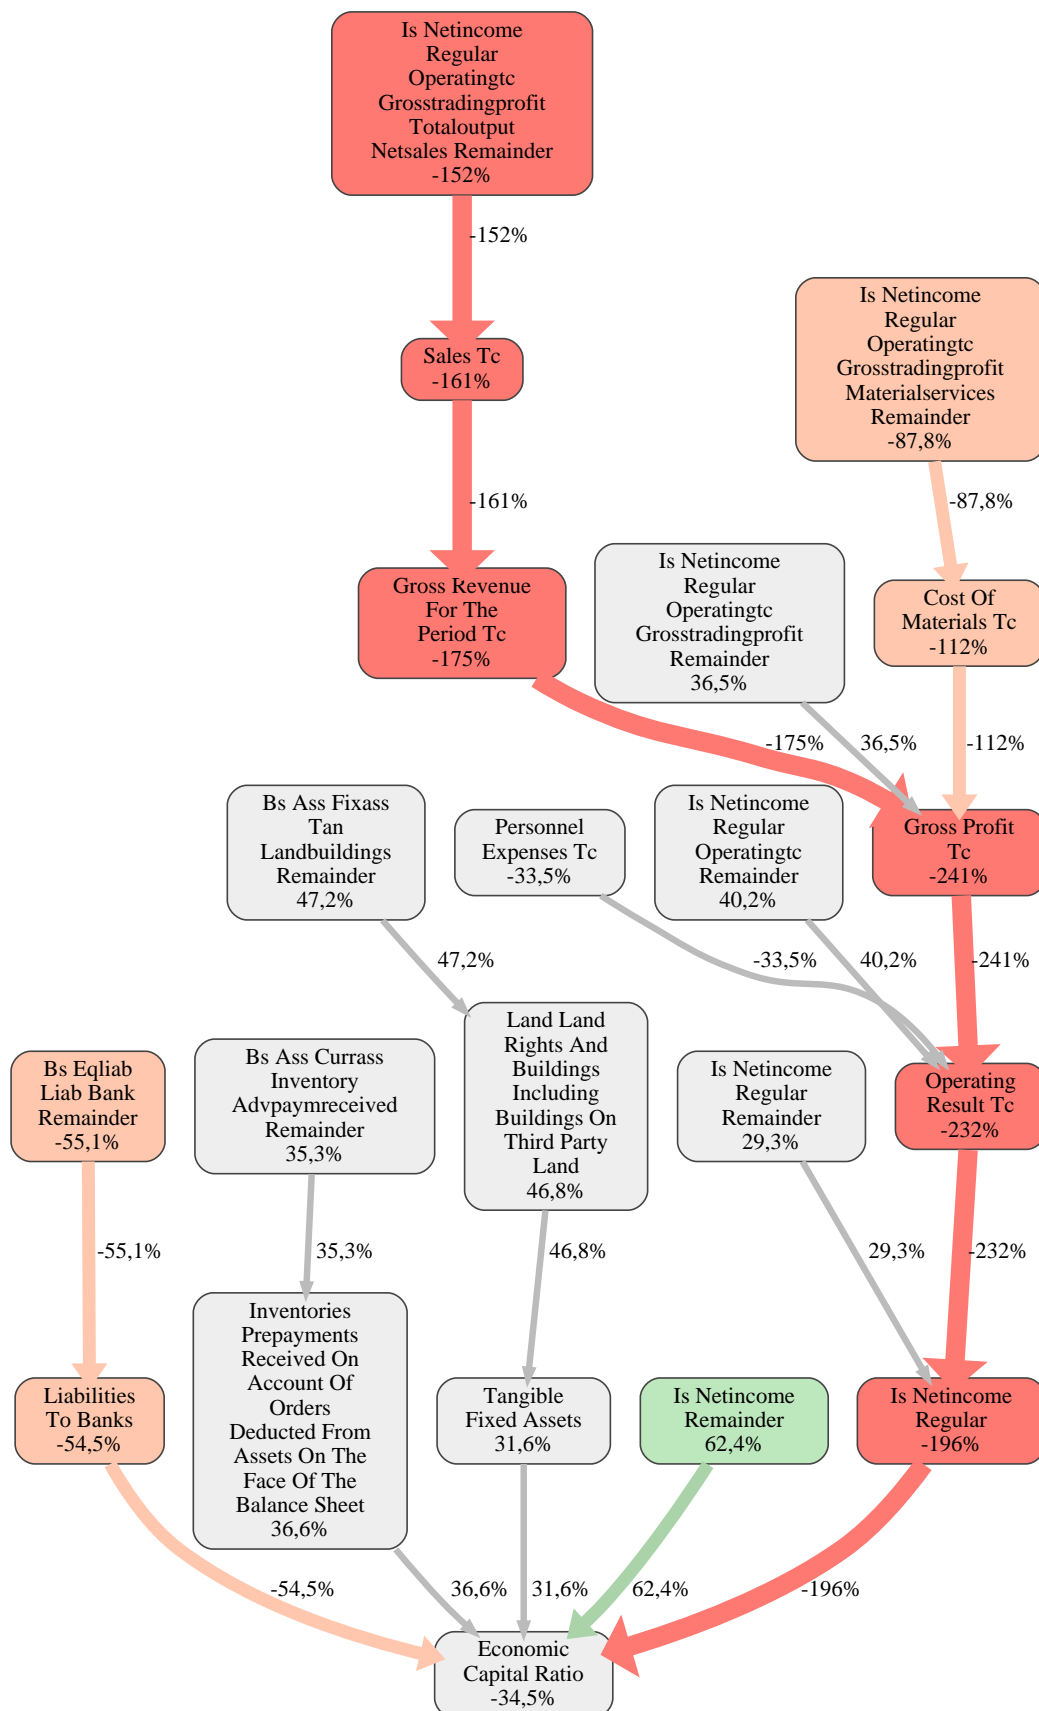 Is Netincome
Regular
Operatingtc
Grosstradingprofit
Totaloutput
Netsales Remainder
-152%
-152%
Is Netincome
Regular
Operatingtc
Grosstradingprofit
Materialservices
Remainder
-87,8%
Sales Tc
-161%
-161%
-87,8%
Is Netincome
Regular
Operatingtc
Grosstradingprofit
Remainder
36,5%
Gross Revenue
For The
Period Tc
-175%
Cost Of
Materials Tc
-112%
-175%
36,5%
-112%
Bs Ass Fixass
Tan
Landbuildings
Remainder
47,2%
Personnel
Expenses Tc
-33,5%
Is Netincome
Regular
Operatingtc
Remainder
40,2%
Gross Profit
Tc
-241%
47,2%
-33,5%
40,2%
-241%
Bs Eqliab
Liab Bank
Remainder
-55,1%
Bs Ass Currass
Inventory
Advpaymreceived
Remainder
35,3%
Land Land
Rights And
Buildings
Including
Buildings On
Third Party
Land
46,8%
Is Netincome
Regular
Remainder
29,3%
Operating
Result Tc
-232%
-55,1%
35,3%
46,8%
29,3%
-232%
Liabilities
To Banks
-54,5%
Inventories
Prepayments
Received On
Account Of
Orders
Deducted From
Assets On The
Face Of The
Balance Sheet
36,6%
Tangible
Fixed Assets
31,6%
Is Netincome
Remainder
62,4%
Is Netincome
Regular
-196%
-54,5%
36,6%
31,6%
62,4%
-196%
Economic
Capital Ratio
-34,5%